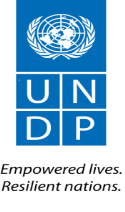 U N
D P
Empowered lives.
Resilient nations.